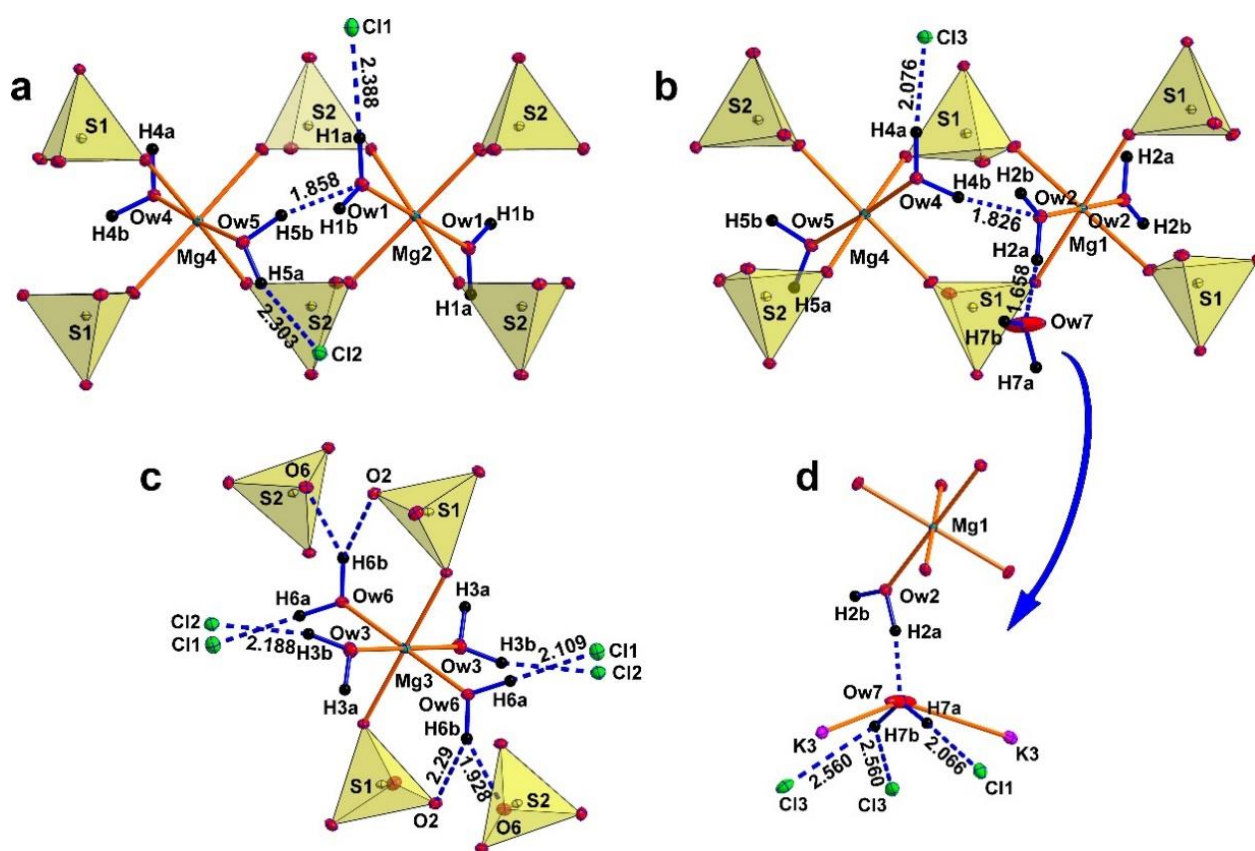 a
Cl1
2.388
S1
S2
S2
H4a
H1a
1.858
Ow4
H4b
Ow5
H5b
Ow1
H1b
Ow1
H1b
Mg4
Mg2
H5a
H1a
S1
2.303
S2
S2
Cl2
b
Cl3
2.076
S2
S1
S1
H4a
H2a
H4b
H2b
Ow4
Ow2
Ow2
H5b
Ow5
1.826
H2b
Mg4
Mg1
H2a
S2
H5a
S1
1.658
S1
H7b
Ow7
H7a
c
O6
S2
O2
S1
H6b
H6a
Ow6
H3a
Cl2
Cl1
2.188
Ow3
H3b
H3b
2.109
Cl1
Ow3
Cl2
Mg3
H3a
Ow6
H6a
H6b
2.29
1.928
S1
S2
O2
O6
d
Mg1
H2b
Ow2
H2a
Ow7
H7a
K3
H7b
K3
2.560
2.560
2.066
Cl3
Cl3
Cl1